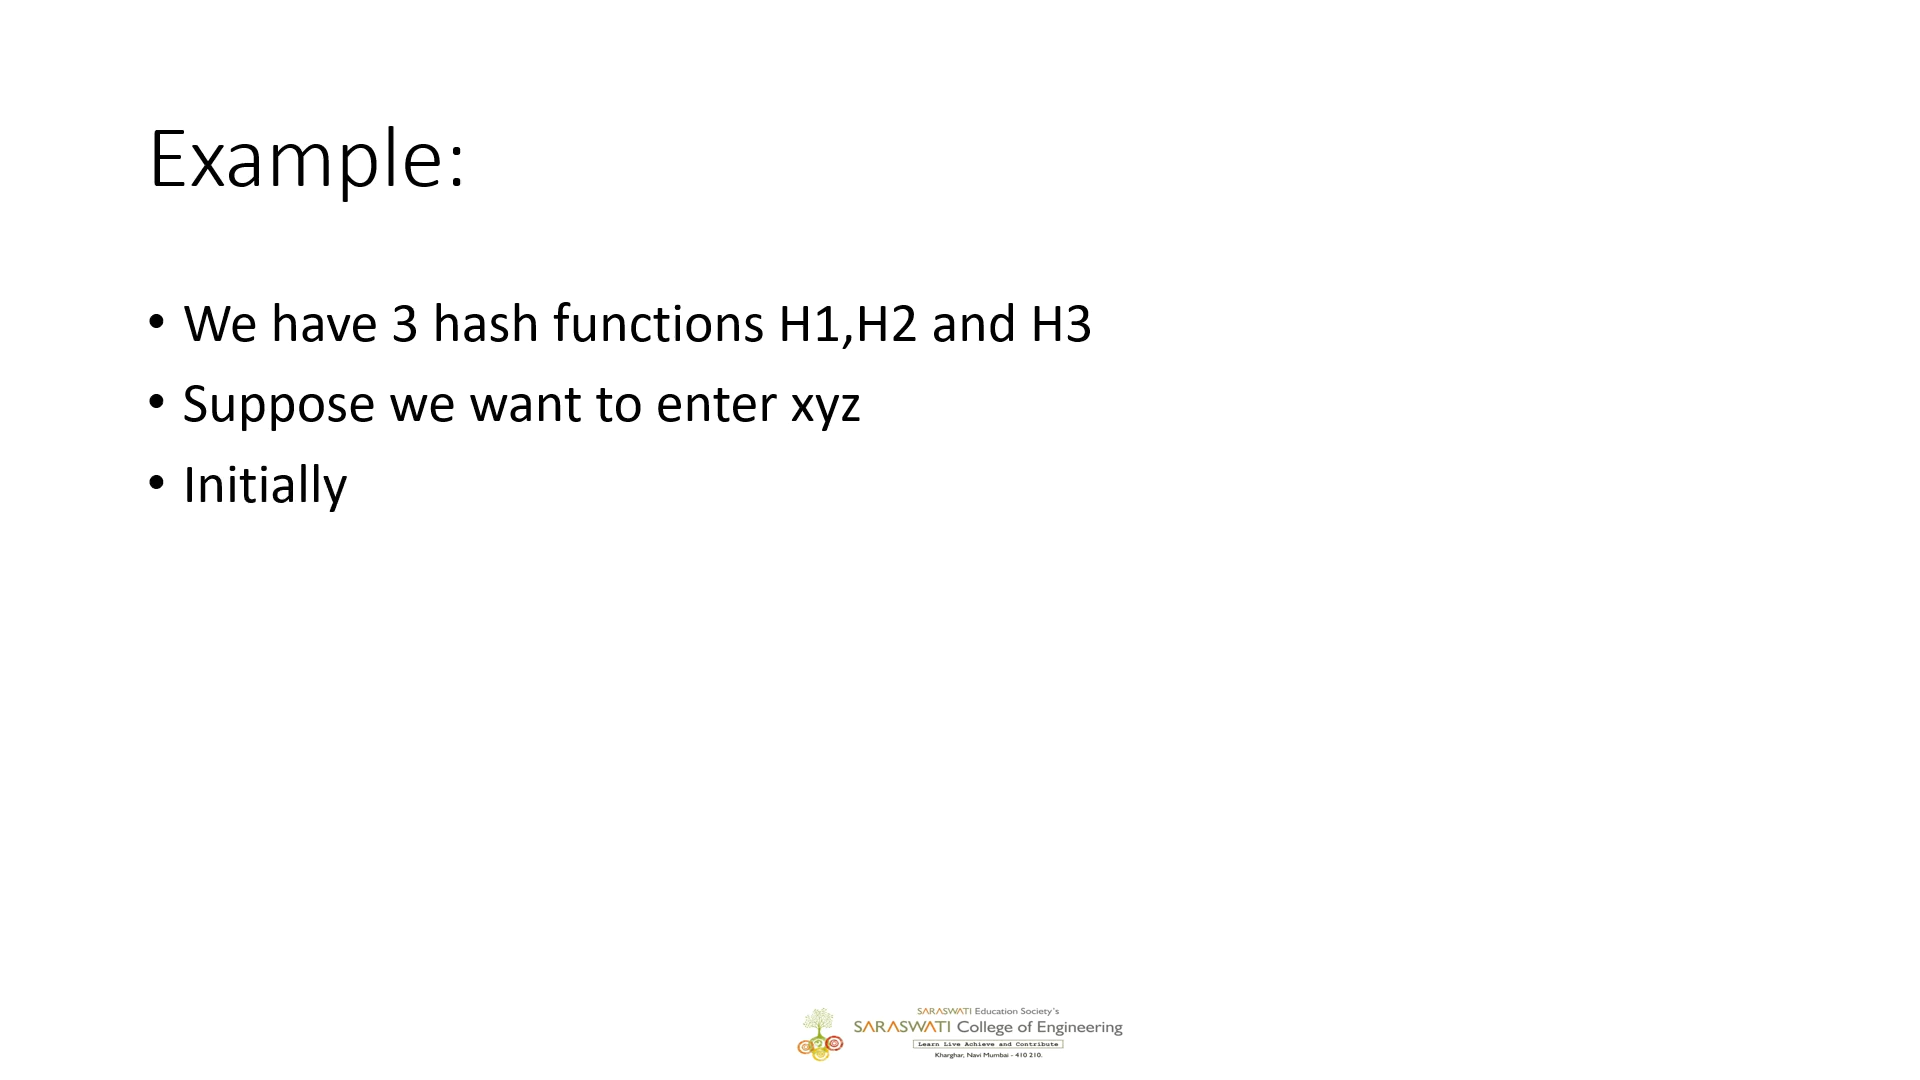 Example:
• We have 3 hash functions H1,H2 and H3
• Suppose we want to enter xyz
• Initially
SARASWATI Education Society's
SARASWATI College of Engineering
Learn Live Achieve and Contribute
Kharghar, Navi Mumbai - 410 210.